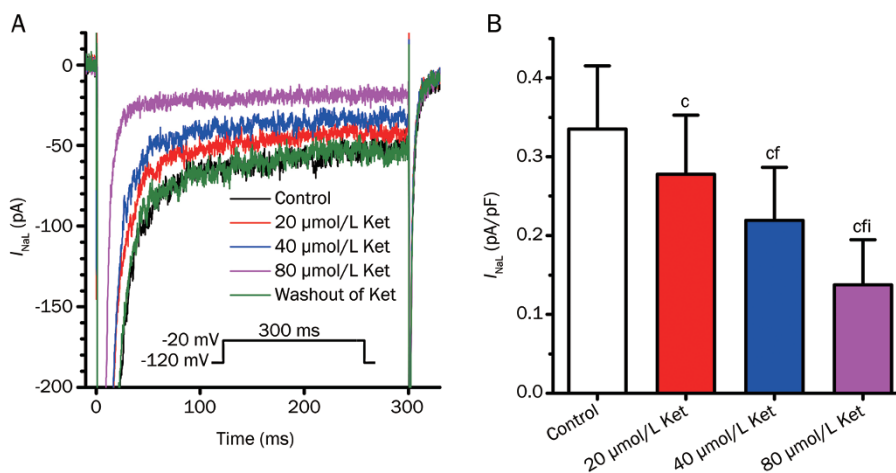 A
I_NaL (pA)
0
-50
-100
-150
-200
0
100
200
300
Time (ms)
Control
20 μmol/L Ket
40 μmol/L Ket
80 μmol/L Ket
Washout of Ket
300 ms
-20 mV
-120 mV
B
I_NaL (pA/pF)
0.4
0.3
0.2
0.1
0.0
c
cf
cfi
Control
20 μmol/L Ket
40 μmol/L Ket
80 μmol/L Ket